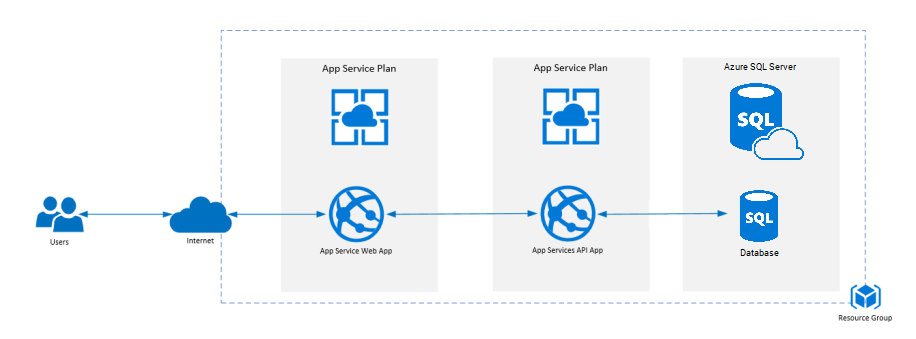 App Service Plan
App Service Plan
Azure SQL Server
SQL
SQL
Users
Internet
App Service Web App
App Services API App
Database
Resource Group